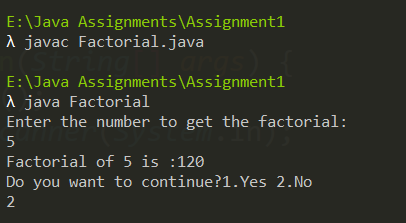 E:\Java Assignments\Assignment1
λ javac Factorial.java
E:\Java Assignments\Assignment1
λ java Factorial
Enter the number to get the factorial:
5
Factorial of 5 is :120
Do you want to continue?1.Yes 2.No
2